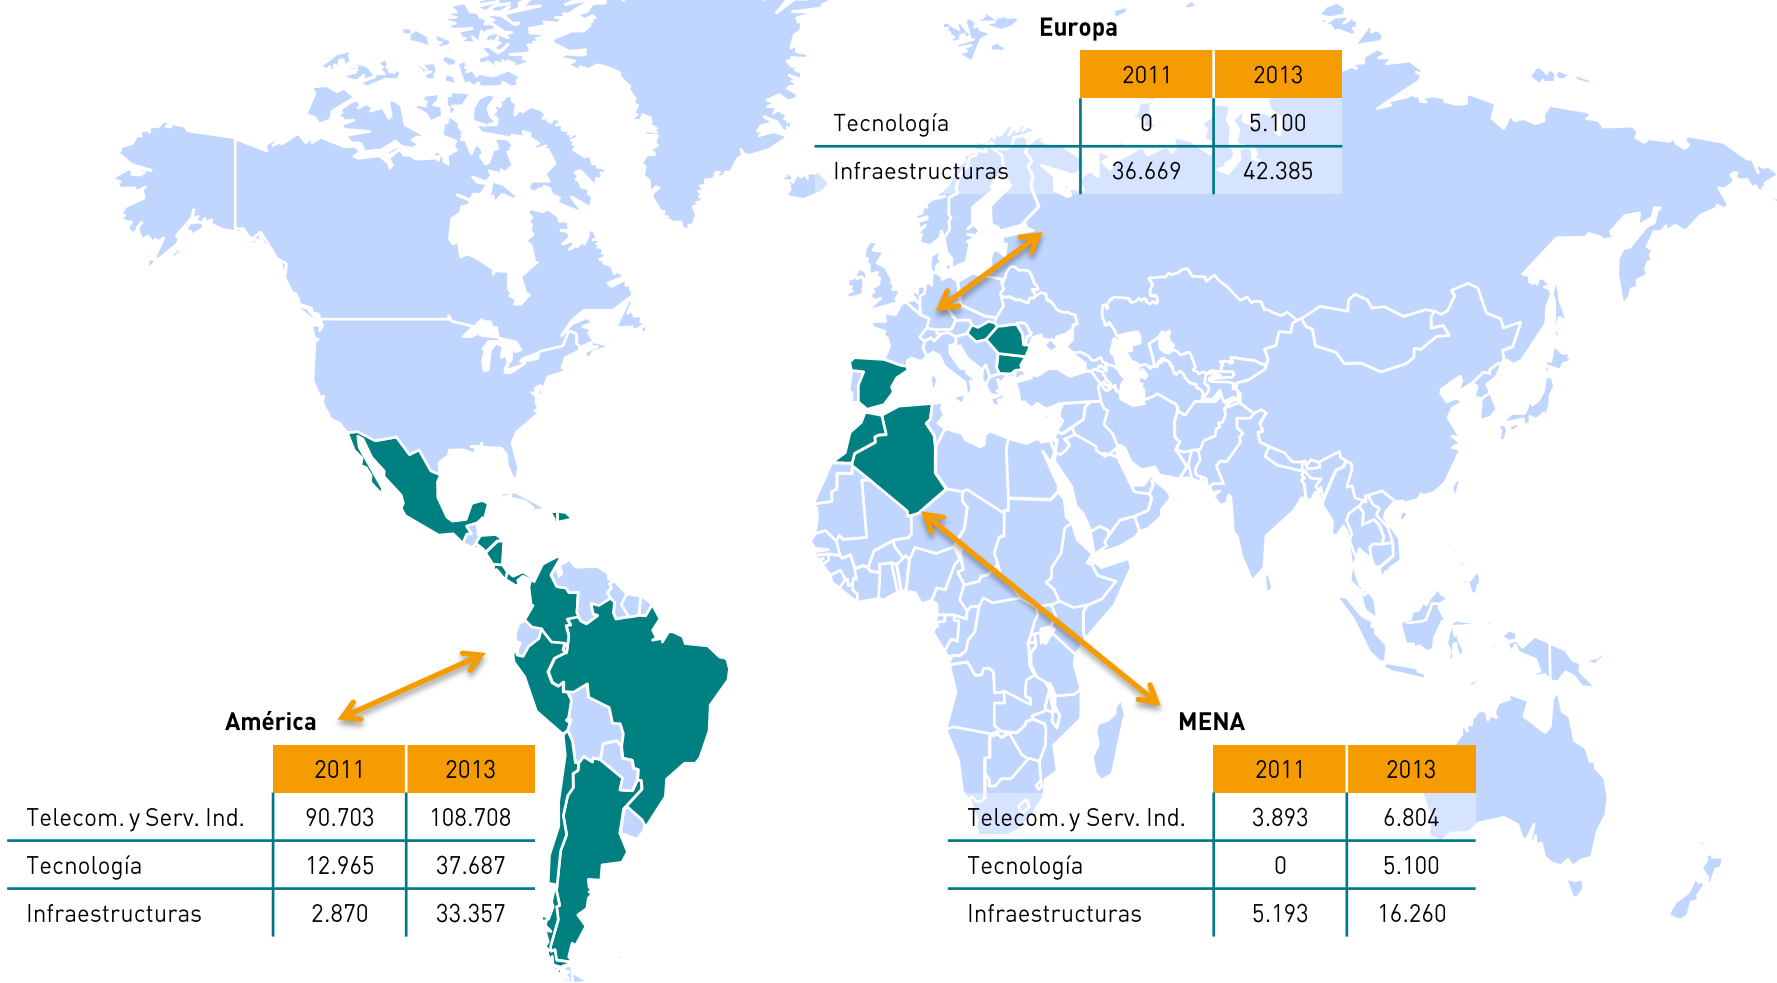 Europa
2011 2013
Tecnología 0 5.100
Infraestructuras 36.669 42.385
América
2011 2013
Telecom. y Serv. Ind. 90.703 108.708
Tecnología 12.965 37.687
Infraestructuras 2.870 33.357
MENA
2011 2013
Telecom. y Serv. Ind. 3.893 6.804
Tecnología 0 5.100
Infraestructuras 5.193 16.260